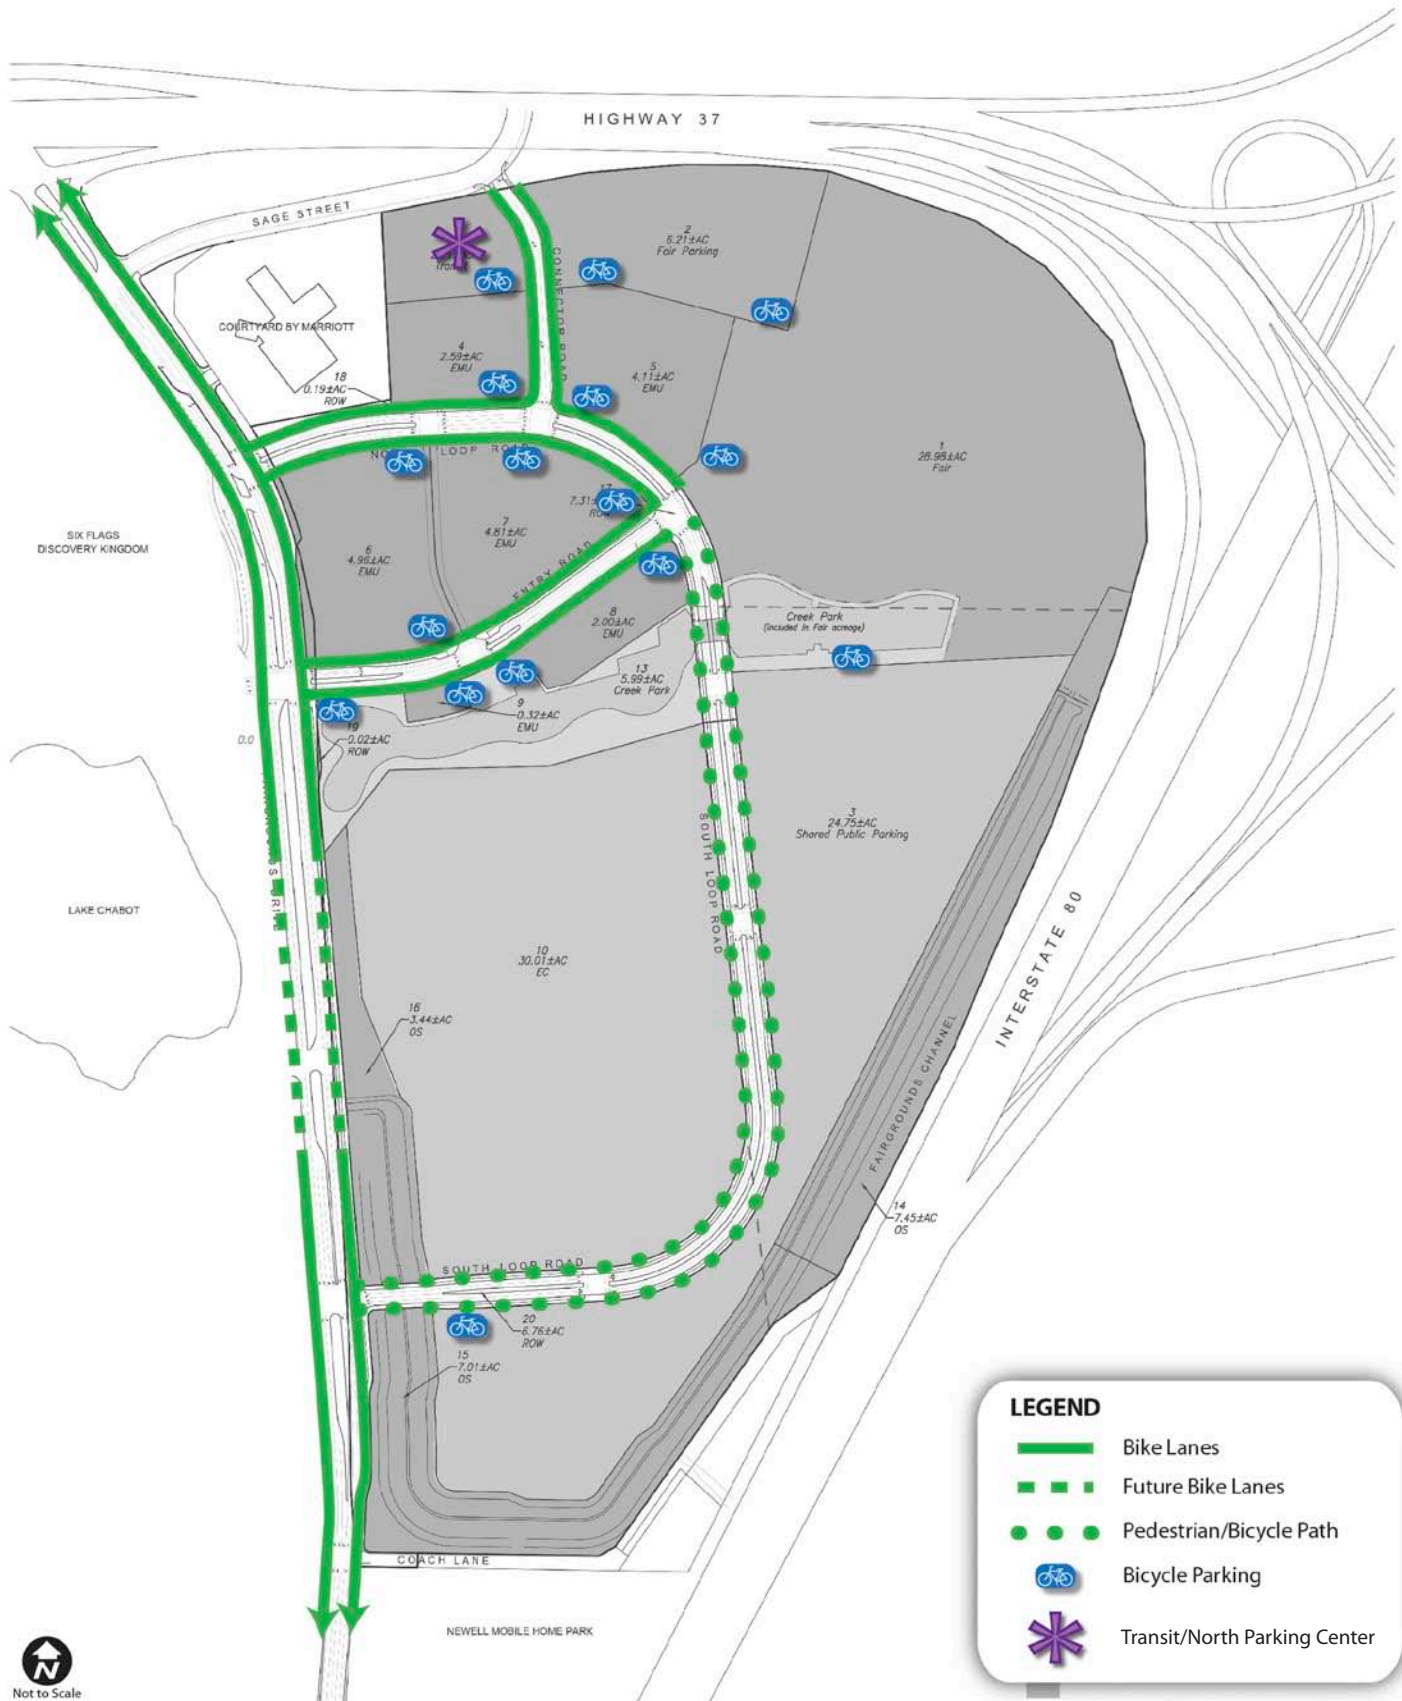 HIGHWAY 37
SAGE STREET
2
6.21±AC
Fair Parking
CONNECTOR ROAD
COURTYARD BY MARRIOTT
4
2.59±AC
EMU
5
4.11±AC
EMU
18
0.19±AC
ROW
LOOP ROAD
1
28.98±AC
Fair
17
ROW
SIX FLAGS
DISCOVERY KINGDOM
7
4.81±AC
EMU
6
4.96±AC
EMU
ENTRY ROAD
8
2.00±AC
EMU
Creek Park
(included in Fair acreage)
13
5.99±AC
Creek Park
9
0.32±AC
EMU
19
0.02±AC
ROW
3
24.75±AC
Shared Public Parking
SOUTH LOOP ROAD
LAKE CHABOT
10
30.01±AC
EC
INTERSTATE 80
16
3.44±AC
OS
FAIRGROUNDS CHANNEL
14
7.45±AC
OS
SOUTH LOOP ROAD
20
6.76±AC
ROW
15
7.01±AC
OS
COACH LANE
NEWELL MOBILE HOME PARK
LEGEND
Bike Lanes
Future Bike Lanes
Pedestrian/Bicycle Path
Bicycle Parking
Transit/North Parking Center
N
Not to Scale